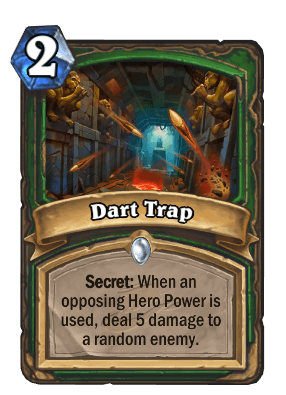 2
Dart Trap
Secret: When an
opposing Hero Power is
used, deal 5 damage to
a random enemy.